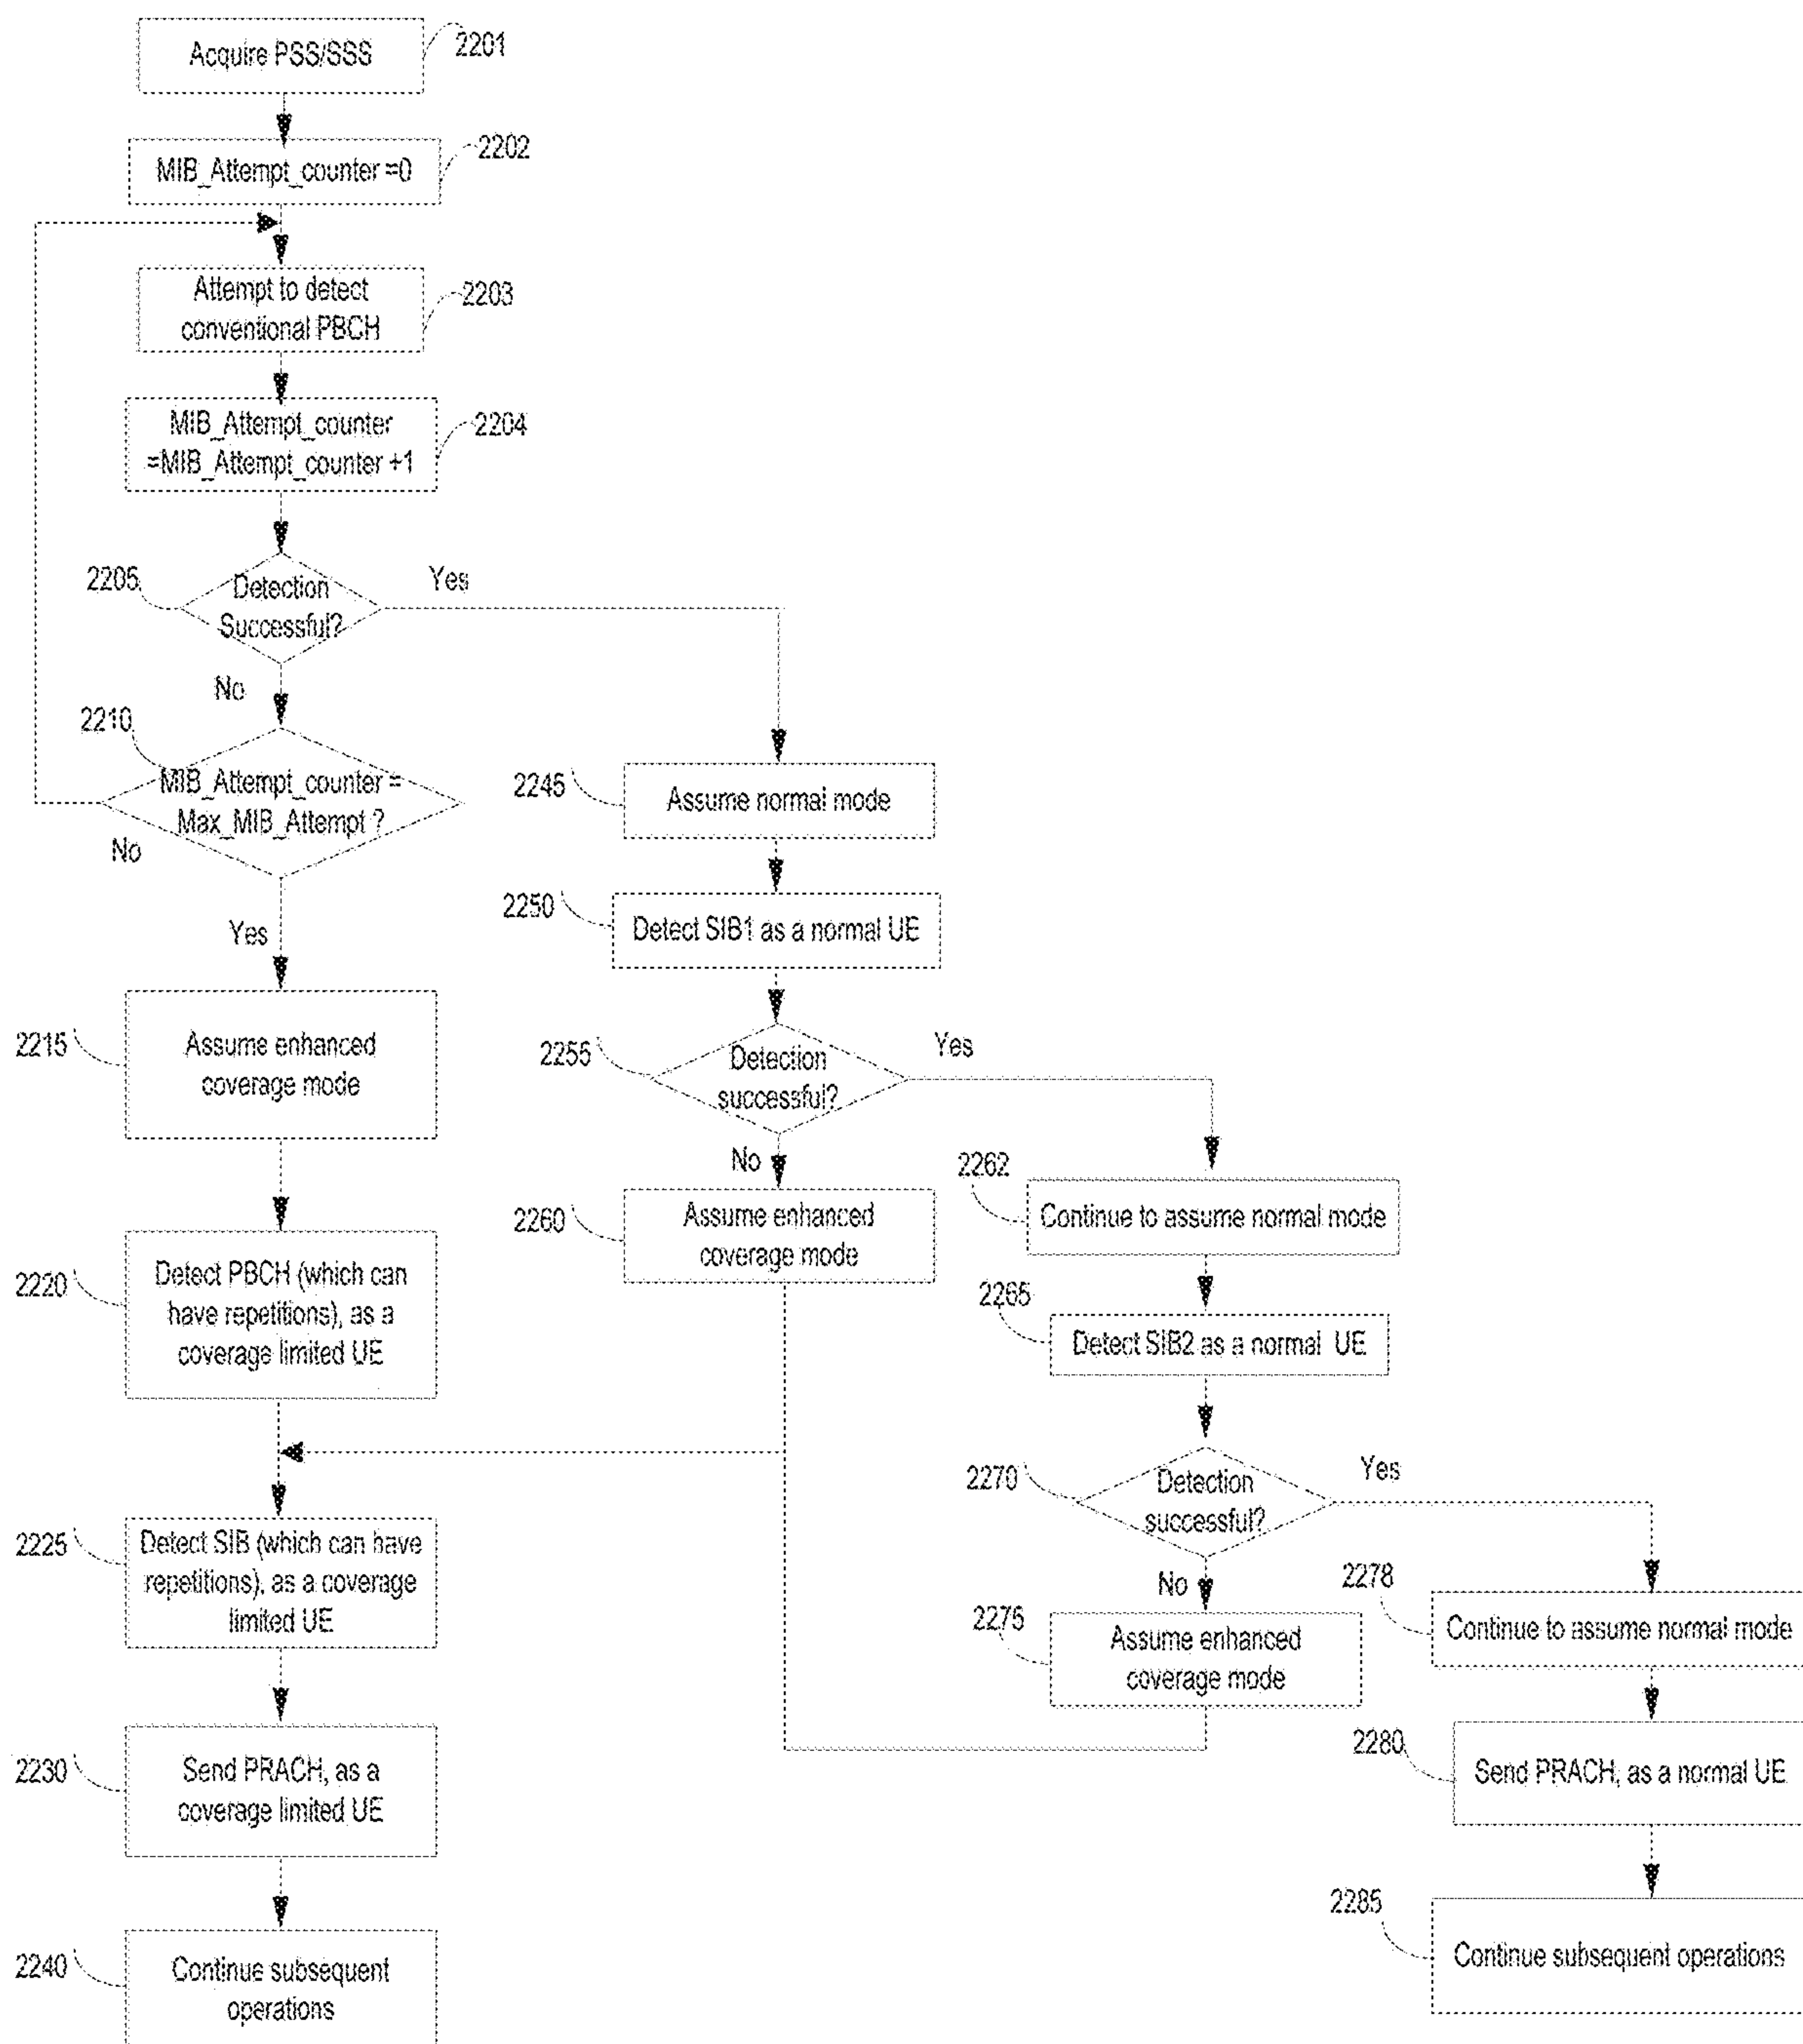 Acquire PSS/SSS
2201
MIB_Attempt_counter =0
2202
Attempt to detect
conventional PBCH
2203
MIB_Attempt_counter
=MIB_Attempt_counter +1
2204
2205
Detection
Successful?
Yes
No
2210
MIB_Attempt_counter =
Max_MIB_Attempt ?
No
Yes
2215
Assume enhanced
coverage mode
2220
Detect PBCH (which can
have repetitions), as a
coverage limited UE
2225
Detect SIB (which can have
repetitions), as a coverage
limited UE
2230
Send PRACH, as a
coverage limited UE
2240
Continue subsequent
operations
2245
Assume normal mode
2250
Detect SIB1 as a normal UE
2255
Detection
successful?
Yes
No
2260
Assume enhanced
coverage mode
2262
Continue to assume normal mode
2265
Detect SIB2 as a normal UE
2270
Detection
successful?
Yes
No
2275
Assume enhanced
coverage mode
2278
Continue to assume normal mode
2280
Send PRACH, as a normal UE
2285
Continue subsequent operations